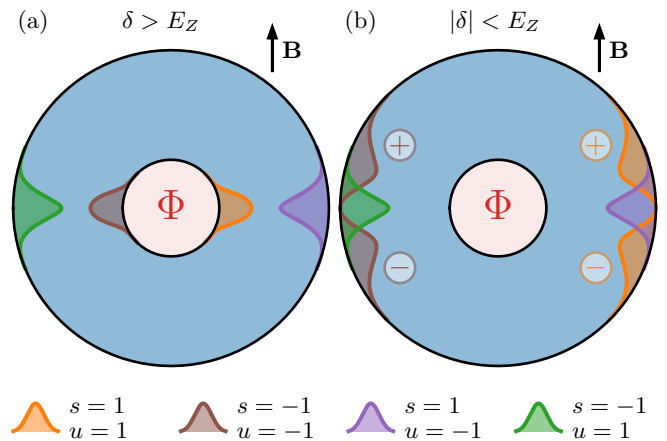 (a) δ > E_Z B
(b) |δ| < E_Z B
+ +
Φ Φ
− −
s = 1 s = −1 s = 1 s = −1
u = 1 u = −1 u = −1 u = 1